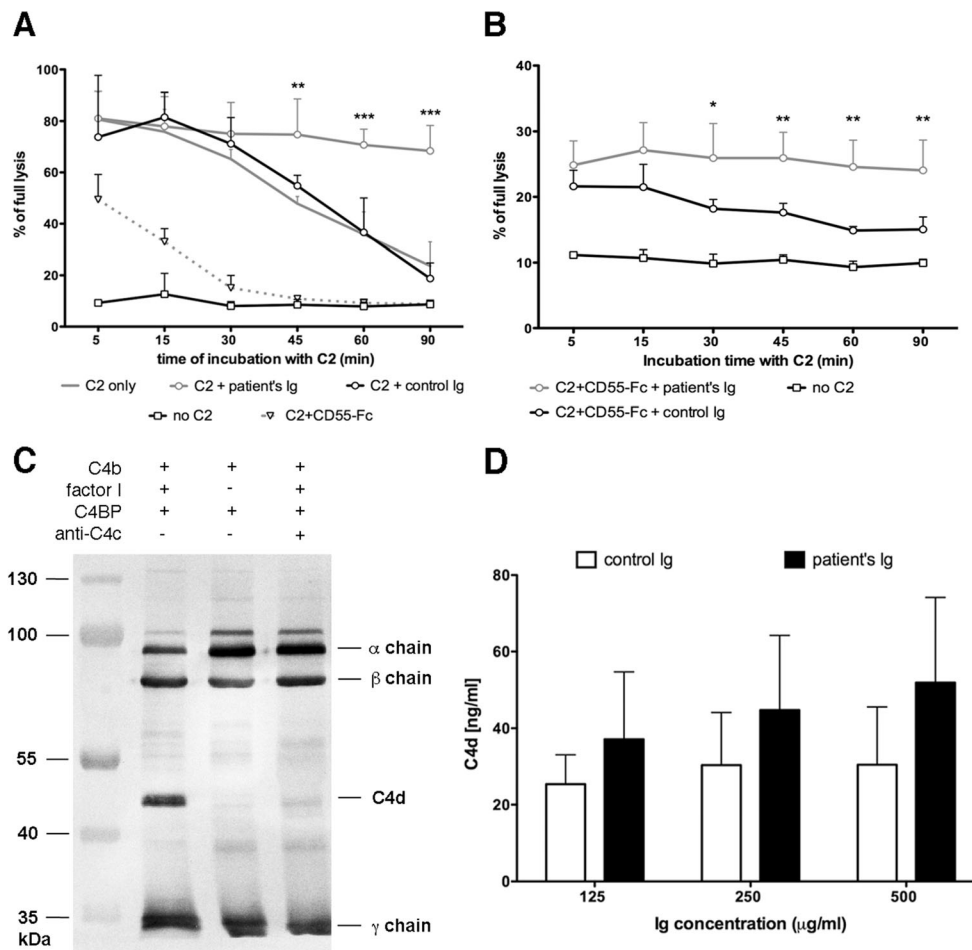 A
100
80
60
40
20
0
% of full lysis
**
***
***
5
15
30
45
60
90
time of incubation with C2 (min)
C2 only
C2 + patient's Ig
C2 + control Ig
no C2
C2+CD55-Fc
B
40
30
20
10
0
% of full lysis
*
**
**
**
5
15
30
45
60
90
Incubation time with C2 (min)
C2+CD55-Fc + patient's Ig
no C2
C2+CD55-Fc + control Ig
C
C4b + + +
factor I + - +
C4BP + + +
anti-C4c - - +
130
100
55
40
35
kDa
α chain
β chain
C4d
γ chain
D
control Ig
patient's Ig
80
60
40
20
0
C4d [ng/ml]
125
250
500
Ig concentration (μg/ml)